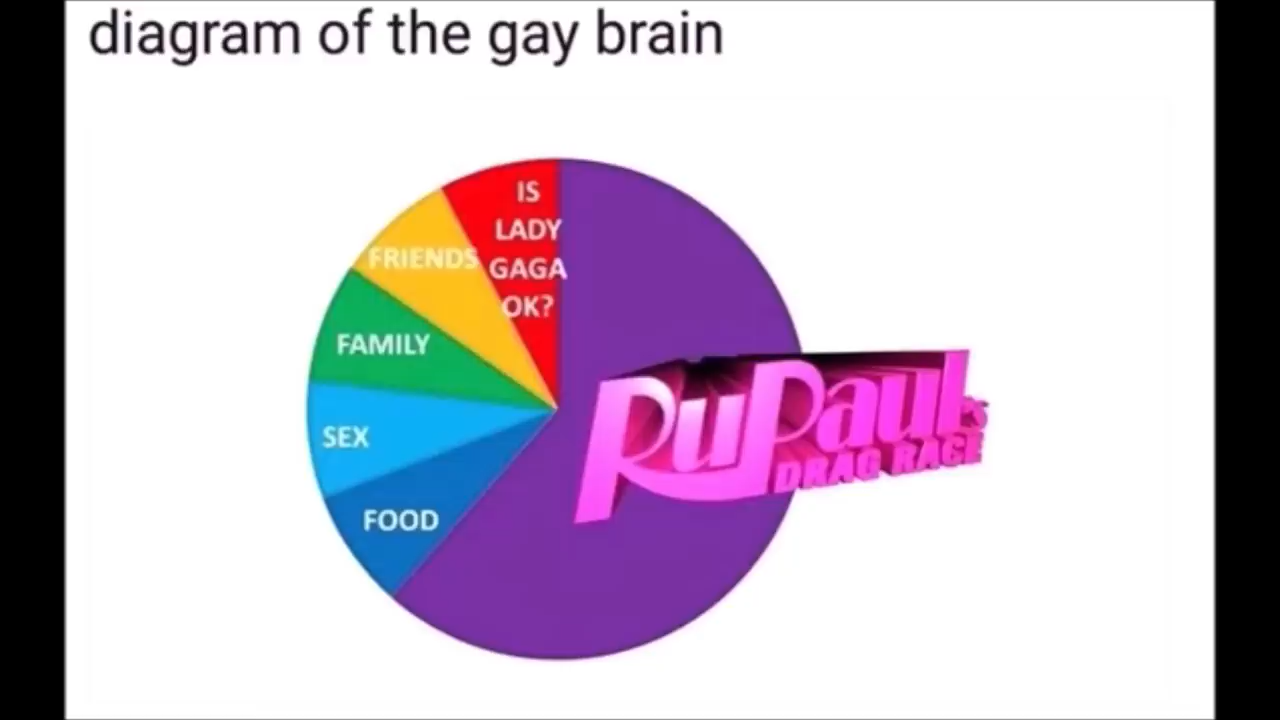 diagram of the gay brain
IS
LADY
GAGA
OK?
FRIENDS
FAMILY
SEX
FOOD
RuPaul's
DRAG RACE